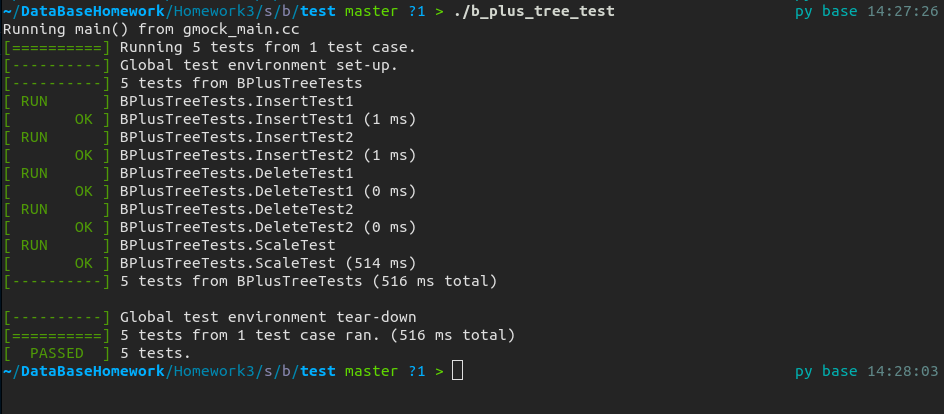 ~/DataBaseHomework/Homework3/s/b/test master ?1 > ./b_plus_tree_test py base 14:27:26
Running main() from gmock_main.cc
[==========] Running 5 tests from 1 test case.
[----------] Global test environment set-up.
[----------] 5 tests from BPlusTreeTests
[ RUN      ] BPlusTreeTests.InsertTest1
[       OK ] BPlusTreeTests.InsertTest1 (1 ms)
[ RUN      ] BPlusTreeTests.InsertTest2
[       OK ] BPlusTreeTests.InsertTest2 (1 ms)
[ RUN      ] BPlusTreeTests.DeleteTest1
[       OK ] BPlusTreeTests.DeleteTest1 (0 ms)
[ RUN      ] BPlusTreeTests.DeleteTest2
[       OK ] BPlusTreeTests.DeleteTest2 (0 ms)
[ RUN      ] BPlusTreeTests.ScaleTest
[       OK ] BPlusTreeTests.ScaleTest (514 ms)
[----------] 5 tests from BPlusTreeTests (516 ms total)

[----------] Global test environment tear-down
[==========] 5 tests from 1 test case ran. (516 ms total)
[  PASSED  ] 5 tests.
~/DataBaseHomework/Homework3/s/b/test master ?1 > py base 14:28:03